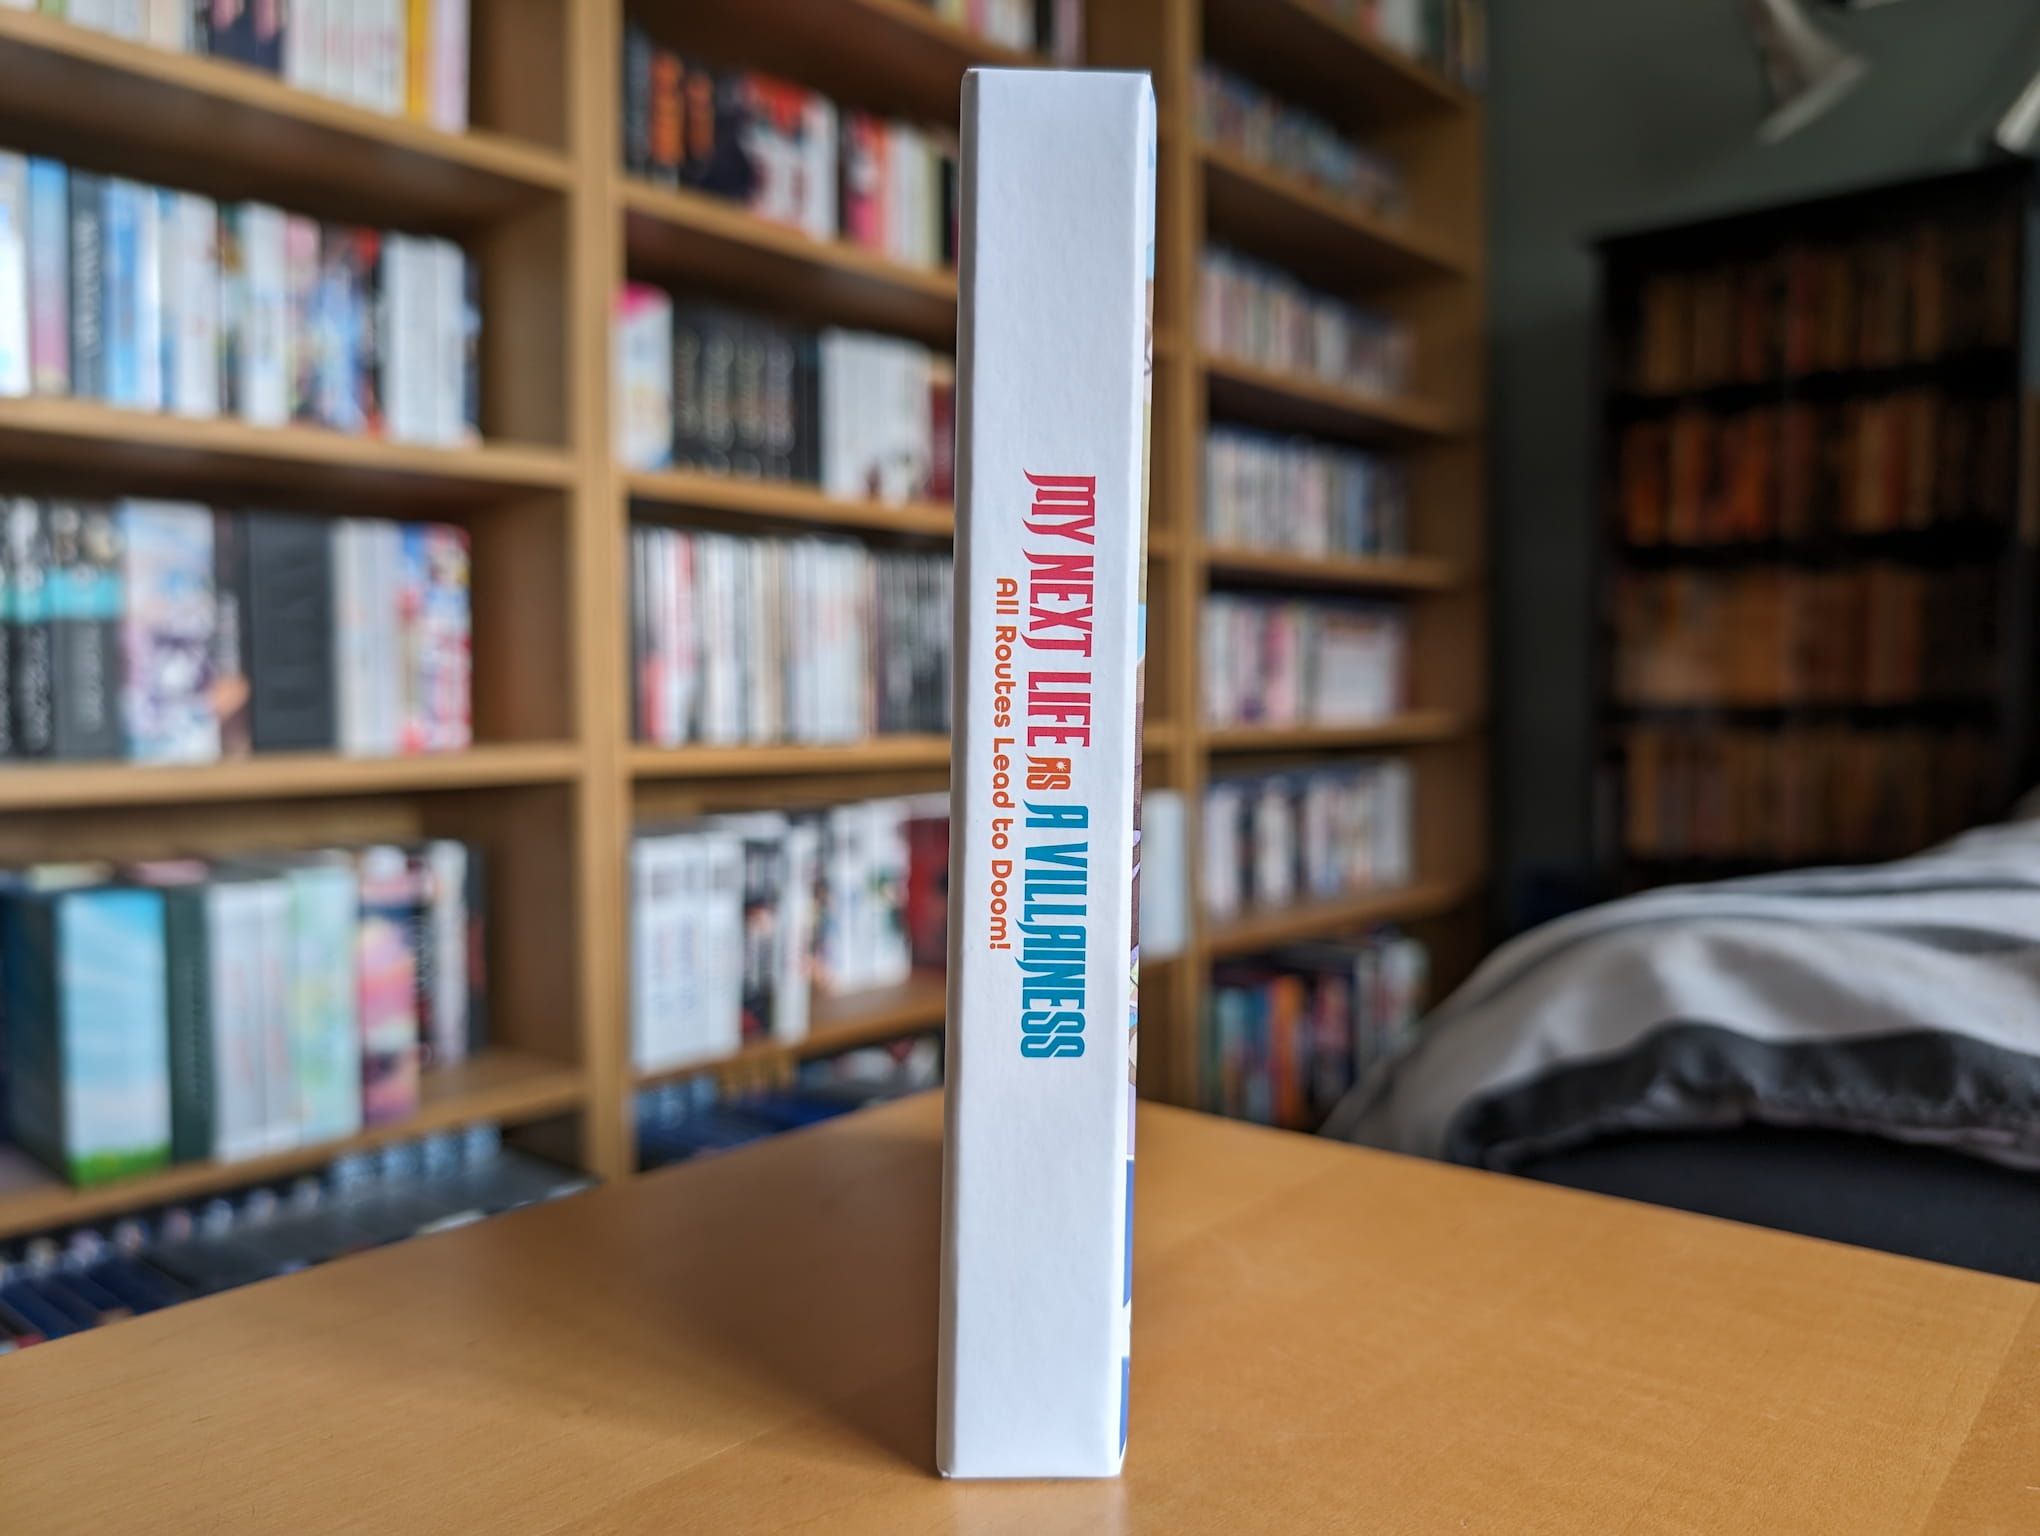 MY NEXT LIFE AS A VILLAINESS
All Routes Lead to Doom!